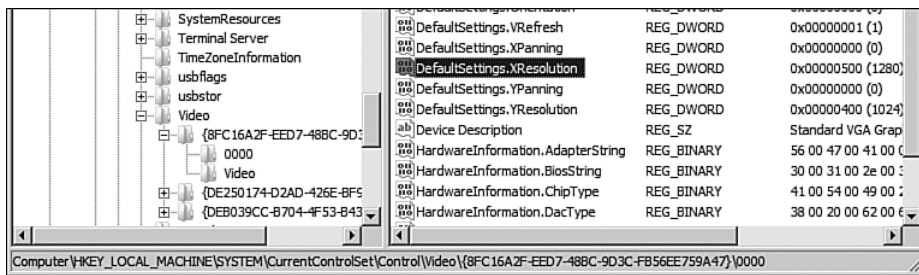 SystemResources
Terminal Server
TimeZoneInformation
usbflags
usbstor
Video
{8FC16A2F-EED7-48BC-9D3
0000
Video
{DE250174-D2AD-426E-BF9
{DEB039CC-B704-4F53-B43
DefaultSettings.VRefresh REG_DWORD 0x00000001 (1)
DefaultSettings.XPanning REG_DWORD 0x00000000 (0)
DefaultSettings.XResolution REG_DWORD 0x00000500 (1280)
DefaultSettings.YPanning REG_DWORD 0x00000000 (0)
DefaultSettings.YResolution REG_DWORD 0x00000400 (1024)
Device Description REG_SZ Standard VGA Grap
HardwareInformation.AdapterString REG_BINARY 56 00 47 00 41 00
HardwareInformation.BiosString REG_BINARY 30 00 31 00 2e 00
HardwareInformation.ChipType REG_BINARY 41 00 54 00 49 00
HardwareInformation.DacType REG_BINARY 38 00 20 00 62 00
Computer\HKEY_LOCAL_MACHINE\SYSTEM\CurrentControlSet\Control\Video\{8FC16A2F-EED7-48BC-9D3C-FB56EE759A47}\0000